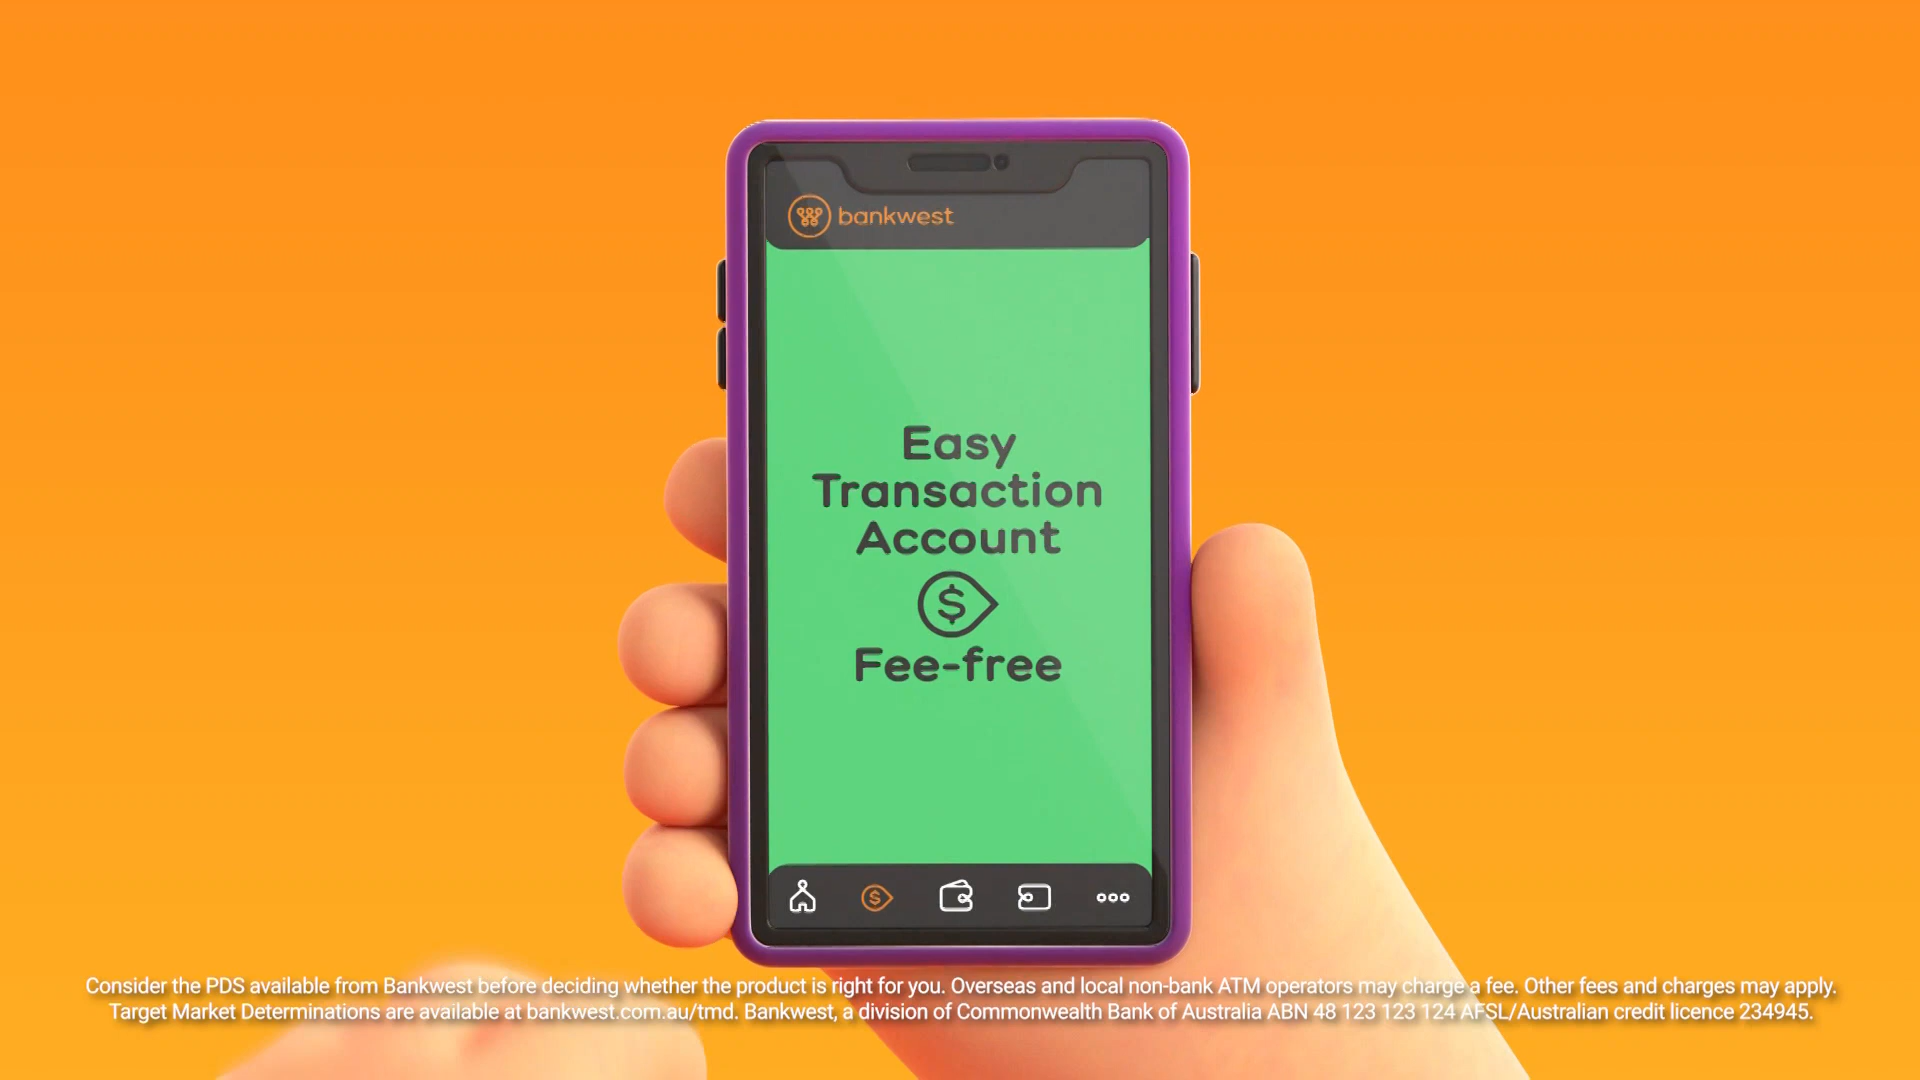 bankwest
Easy
Transaction
Account
$
Fee-free
$
Consider the PDS available from Bankwest before deciding whether the product is right for you. Overseas and local non-bank ATM operators may charge a fee. Other fees and charges may apply.
Target Market Determinations are available at bankwest.com.au/tmd. Bankwest, a division of Commonwealth Bank of Australia ABN 48 123 123 124 AFSL/Australian credit licence 234945.